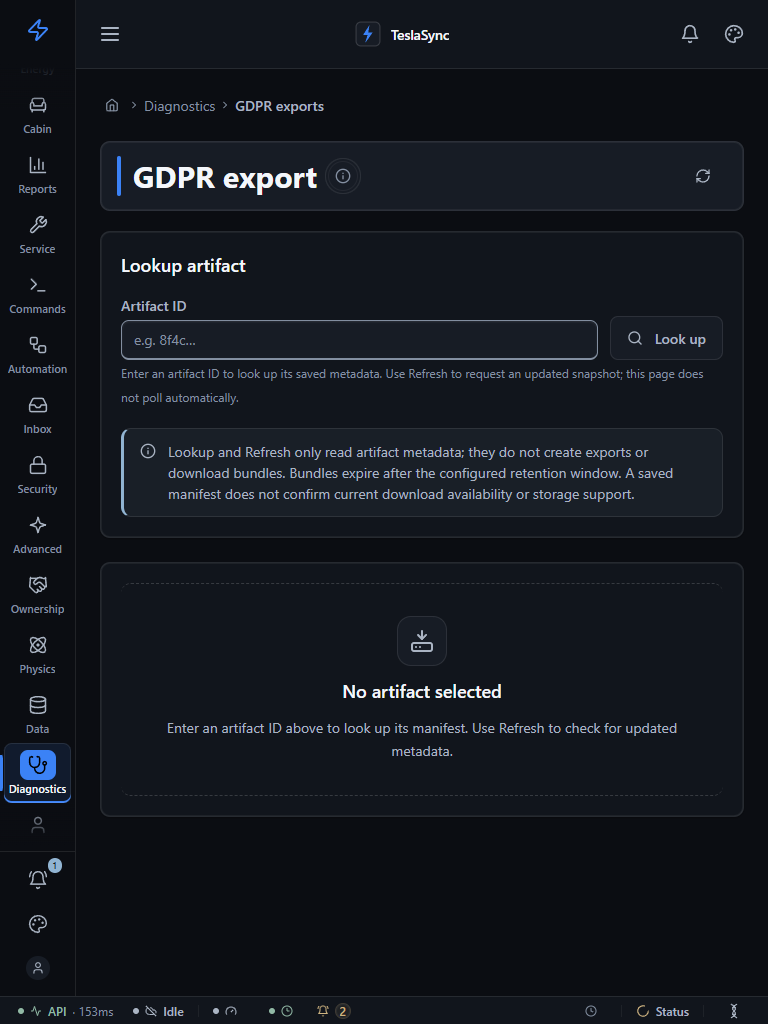 TeslaSync
Energy
Cabin
Reports
Service
Commands
Automation
Inbox
Security
Advanced
Ownership
Physics
Data
Diagnostics
1
Diagnostics
GDPR exports
GDPR export
Lookup artifact
Artifact ID
e.g. 8f4c...
Look up
Enter an artifact ID to look up its saved metadata. Use Refresh to request an updated snapshot; this page does
not poll automatically.
Lookup and Refresh only read artifact metadata; they do not create exports or
download bundles. Bundles expire after the configured retention window. A saved
manifest does not confirm current download availability or storage support.
No artifact selected
Enter an artifact ID above to look up its manifest. Use Refresh to check for updated
metadata.
API · 153ms
Idle
2
Status